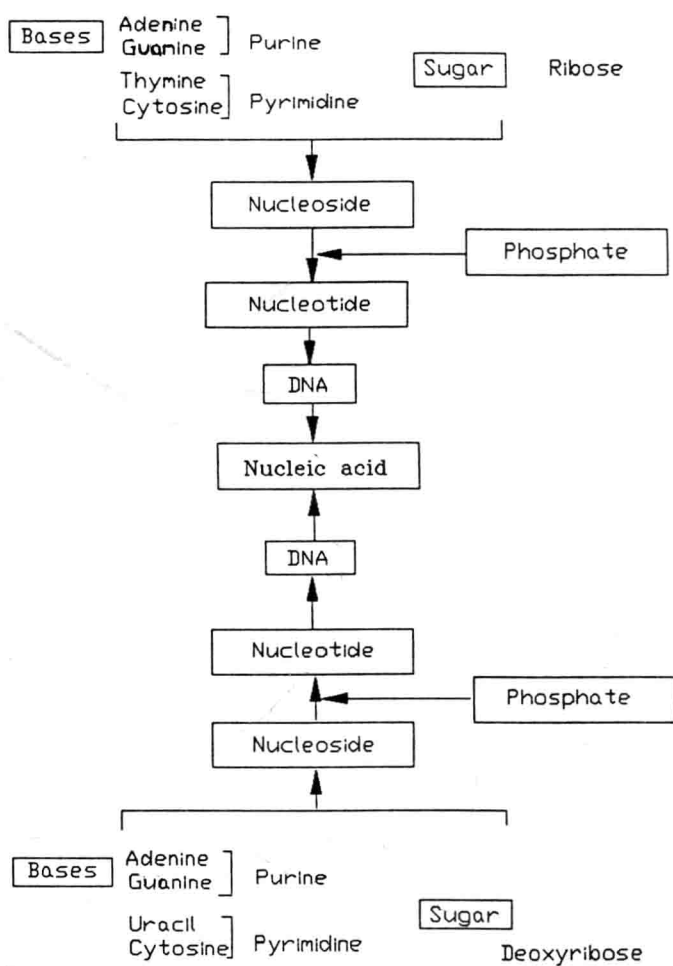 Bases Adenine
Guanine Purine
Sugar Ribose
Thymine
Cytosine Pyrimidine
Nucleoside
Phosphate
Nucleotide
DNA
Nucleic acid
DNA
Nucleotide
Phosphate
Nucleoside
Bases Adenine
Guanine Purine
Sugar
Uracil
Cytosine Pyrimidine
Deoxyribose